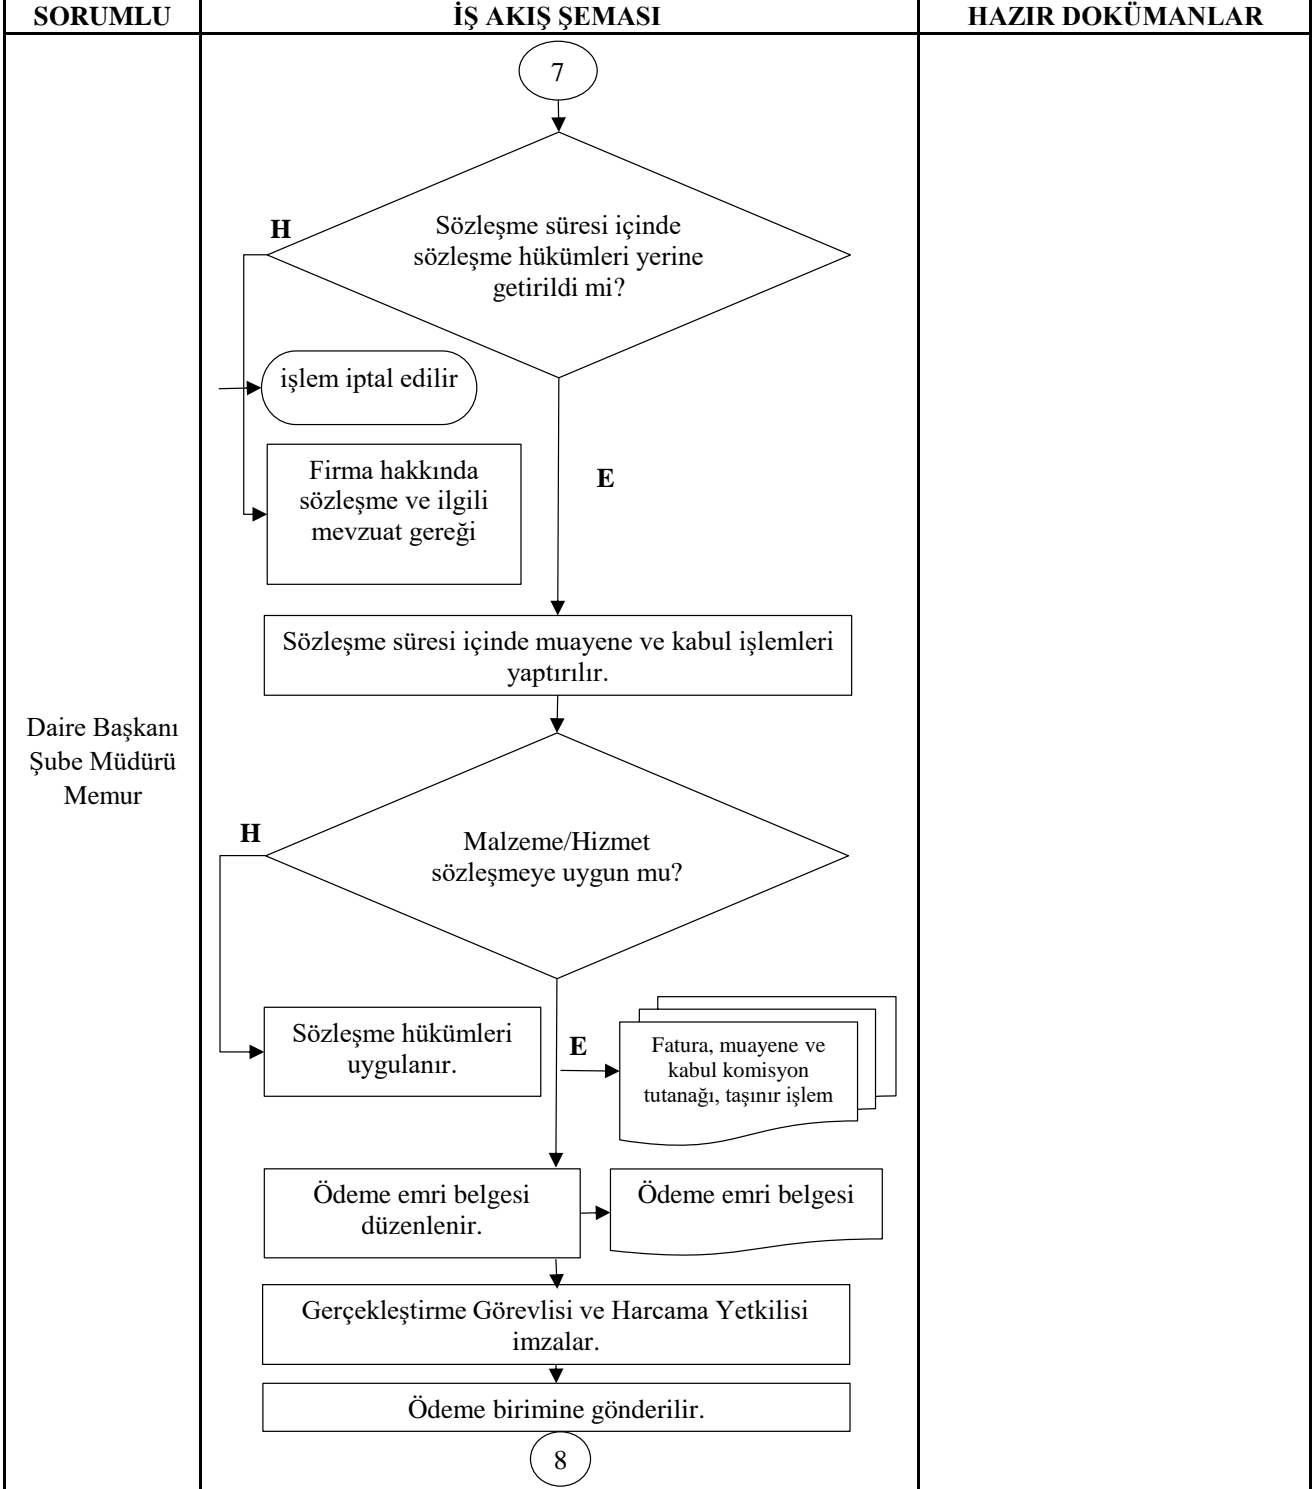 SORUMLU
İŞ AKIŞ ŞEMASI
HAZIR DOKÜMANLAR
7
H
Sözleşme süresi içinde
sözleşme hükümleri yerine
getirildi mi?
işlem iptal edilir
Firma hakkında
sözleşme ve ilgili
mevzuat gereği
E
Sözleşme süresi içinde muayene ve kabul işlemleri
yaptırılır.
Daire Başkanı
Şube Müdürü
Memur
H
Malzeme/Hizmet
sözleşmeye uygun mu?
Sözleşme hükümleri
uygulanır.
E
Fatura, muayene ve
kabul komisyon
tutanağı, taşınır işlem
Ödeme emri belgesi
düzenlenir.
Ödeme emri belgesi
Gerçekleştirme Görevlisi ve Harcama Yetkilisi
imzalar.
Ödeme birimine gönderilir.
8